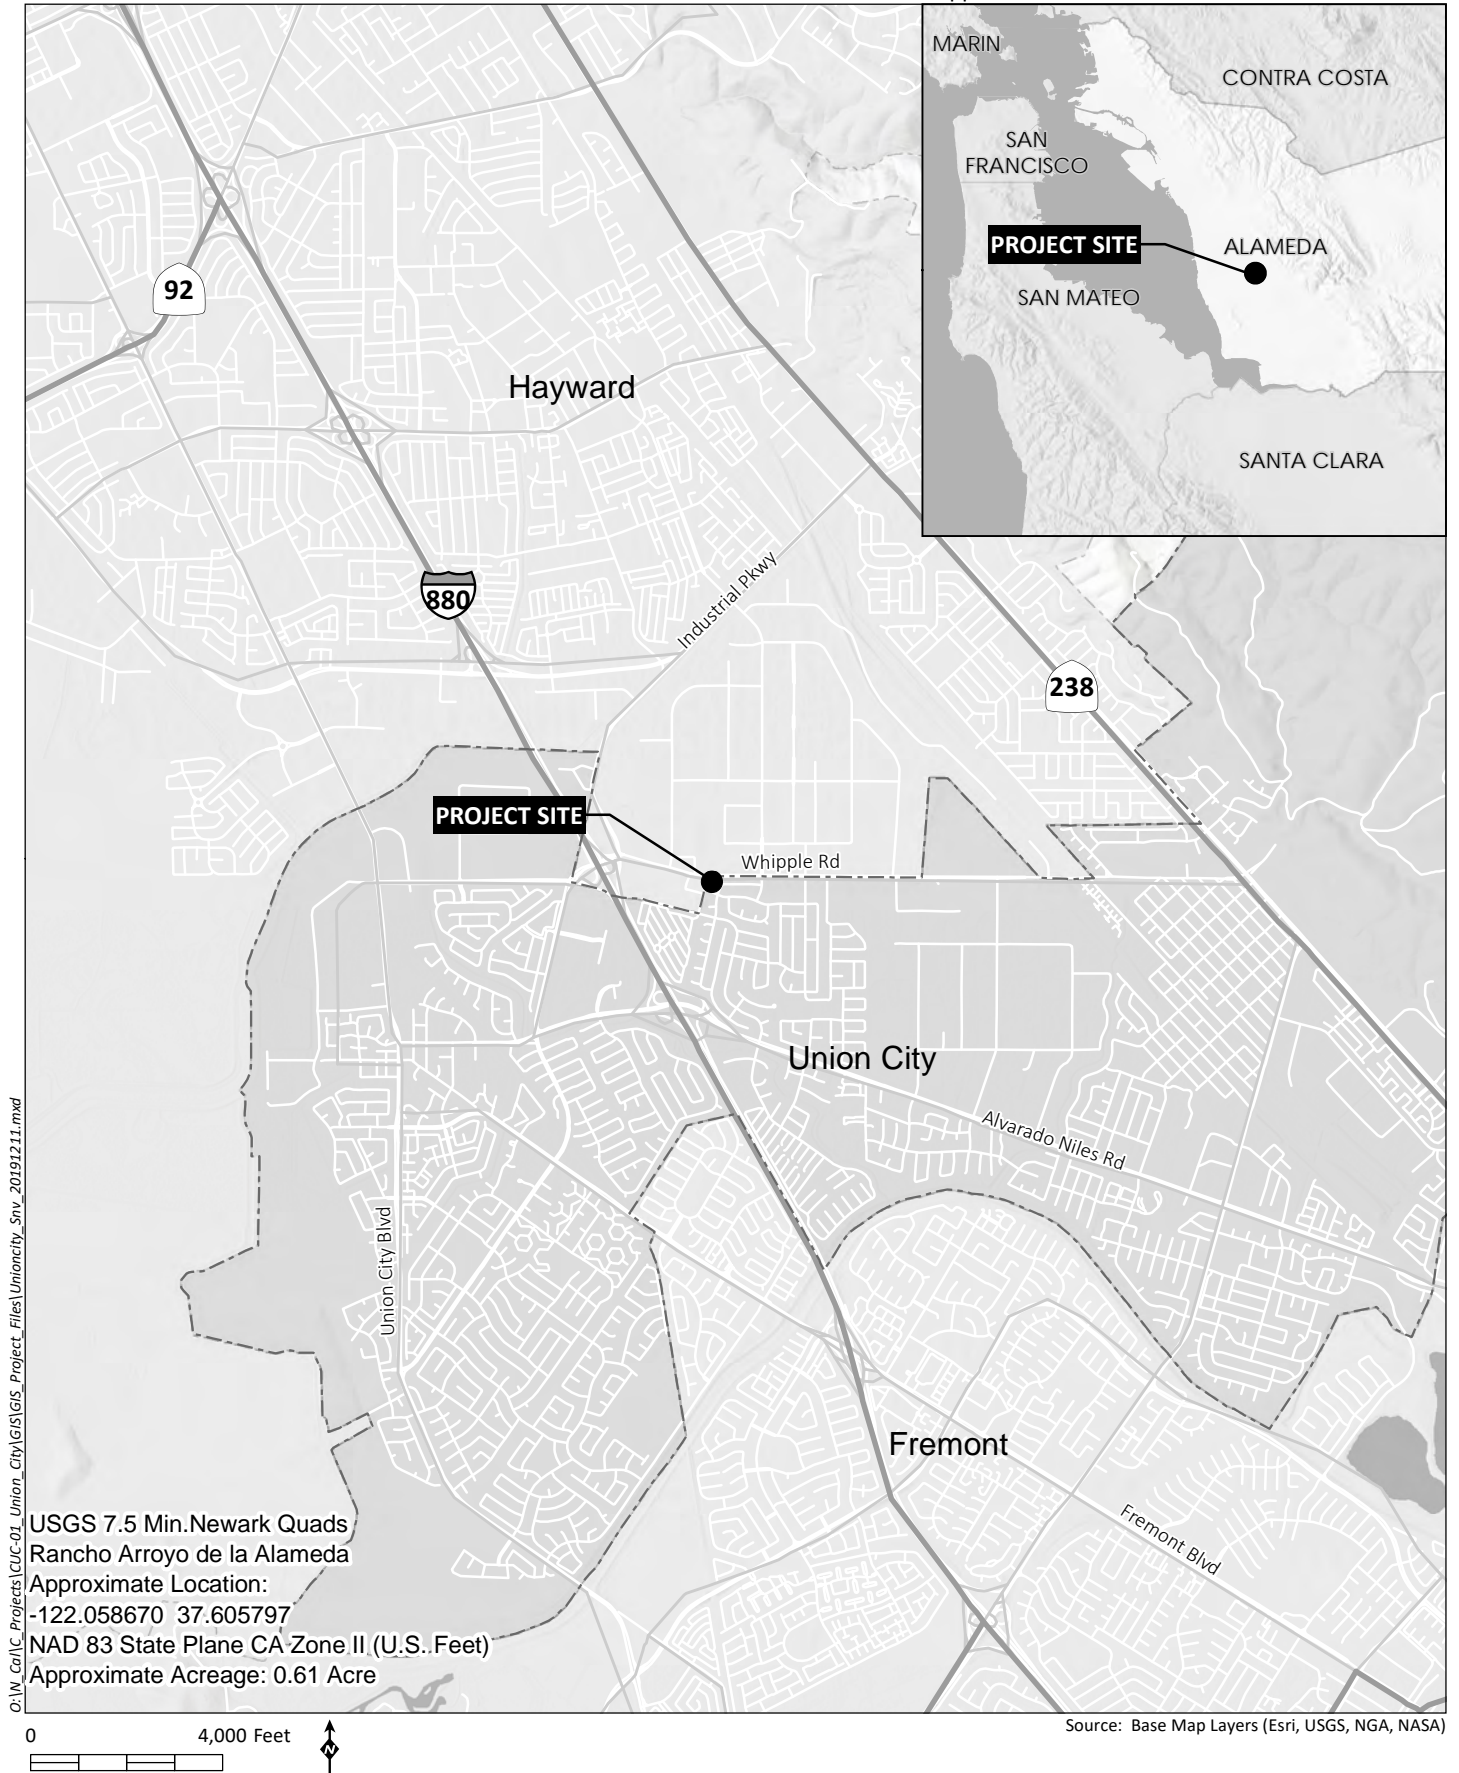 MARIN
CONTRA COSTA
SAN
FRANCISCO
PROJECT SITE
ALAMEDA
SAN MATEO
SANTA CLARA
92
Hayward
880
Industrial Pkwy
238
PROJECT SITE
Whipple Rd
Union City
Alvarado Niles Rd
Union City Blvd
Fremont
Fremont Blvd
USGS 7.5 Min.Newark Quads
Rancho Arroyo de la Alameda
Approximate Location:
-122.058670 37.605797
NAD 83 State Plane CA Zone II (U.S. Feet)
Approximate Acreage: 0.61 Acre
O:\N_Cal\C_Projects\CUC-01_Union_City\GIS\GIS_Project_Files\Unioncity_Snv_20191211.mxd
0 4,000 Feet
N
Source: Base Map Layers (Esri, USGS, NGA, NASA)